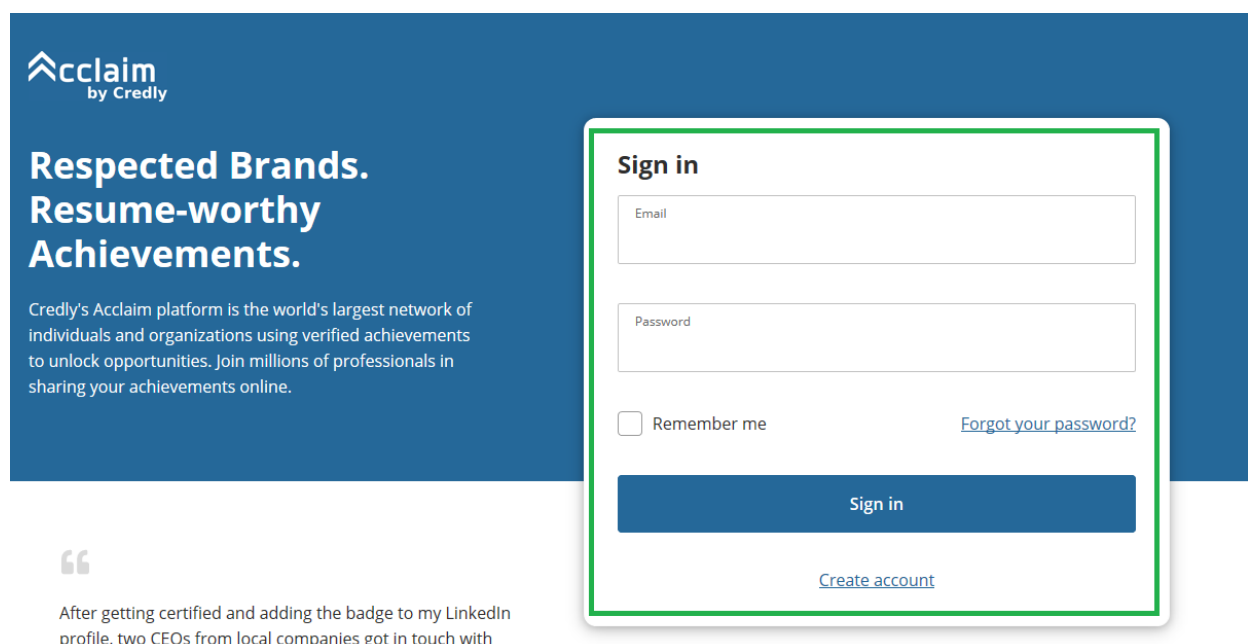 Acclaim
by Credly
Respected Brands.
Resume-worthy
Achievements.
Credly's Acclaim platform is the world's largest network of
individuals and organizations using verified achievements
to unlock opportunities. Join millions of professionals in
sharing your achievements online.
Sign in
Email
Password
Remember me
Forgot your password?
Sign in
Create account
“
After getting certified and adding the badge to my LinkedIn
profile, two CEOs from local companies got in touch with